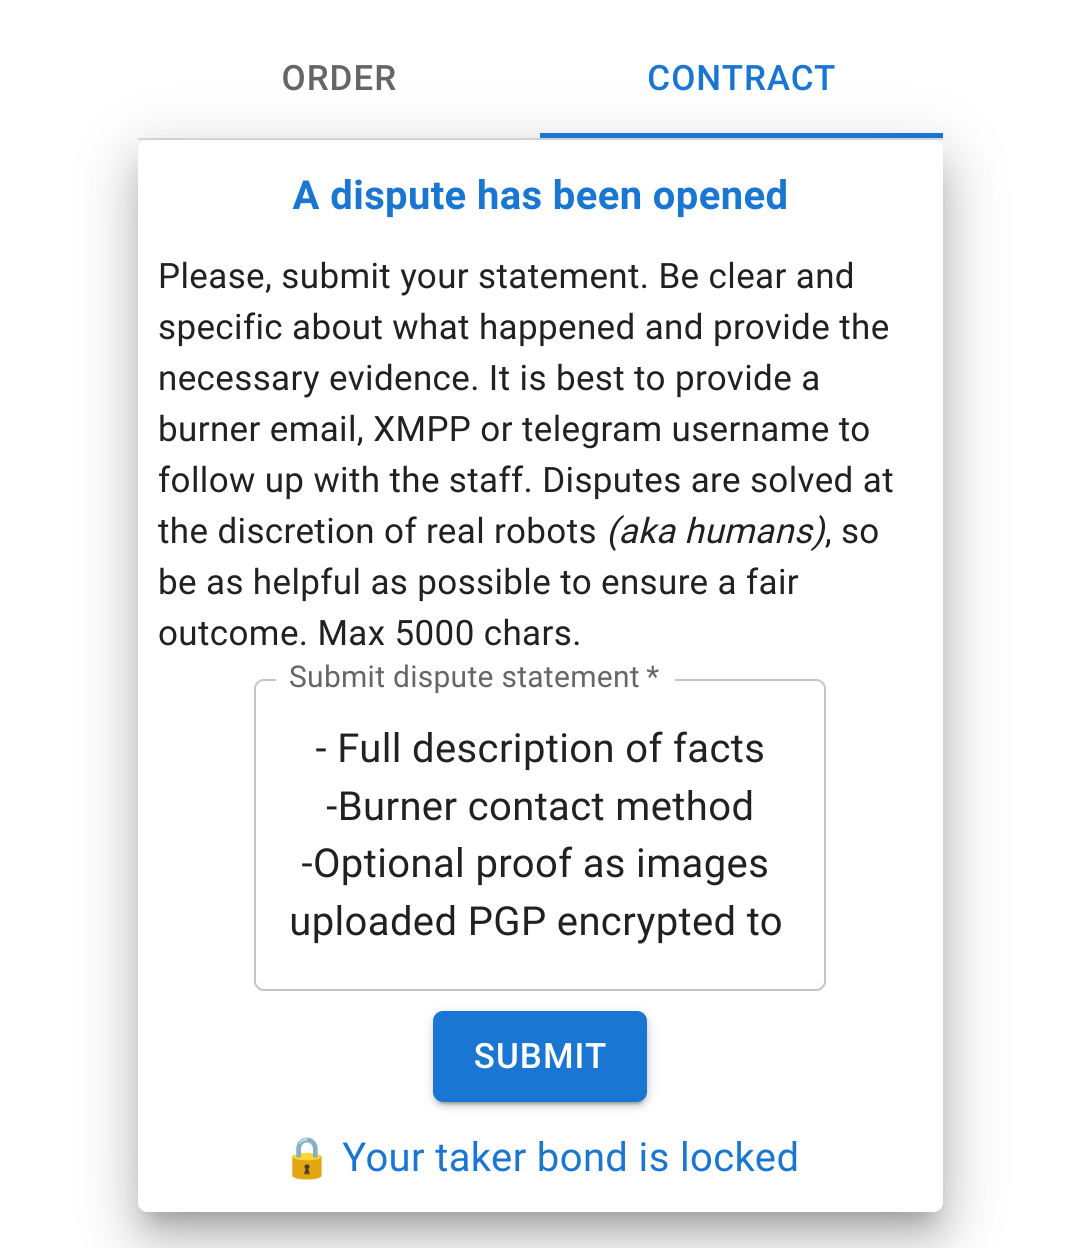 ORDER
CONTRACT
A dispute has been opened
Please, submit your statement. Be clear and
specific about what happened and provide the
necessary evidence. It is best to provide a
burner email, XMPP or telegram username to
follow up with the staff. Disputes are solved at
the discretion of real robots (aka humans), so
be as helpful as possible to ensure a fair
outcome. Max 5000 chars.
Submit dispute statement *
- Full description of facts
-Burner contact method
-Optional proof as images
uploaded PGP encrypted to
SUBMIT
🔒 Your taker bond is locked